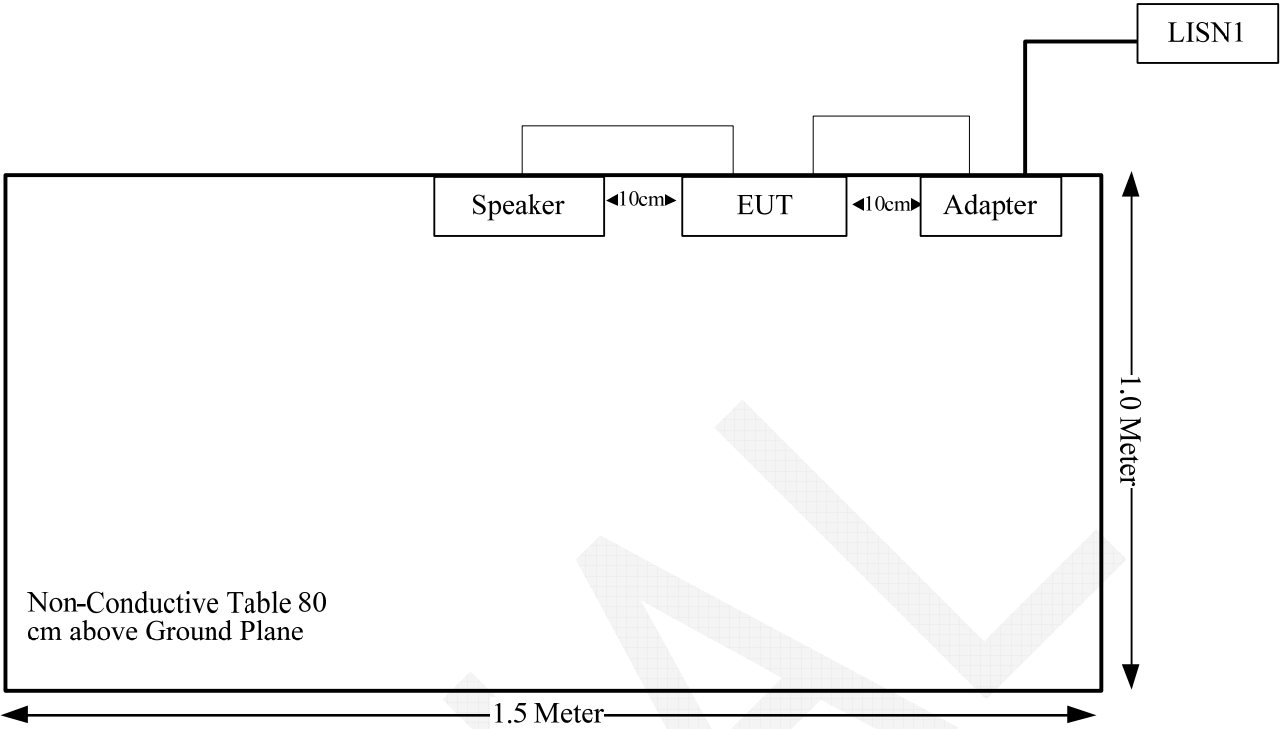 LISN1
Speaker
10cm
EUT
10cm
Adapter
1.0 Meter
Non-Conductive Table 80
cm above Ground Plane
1.5 Meter